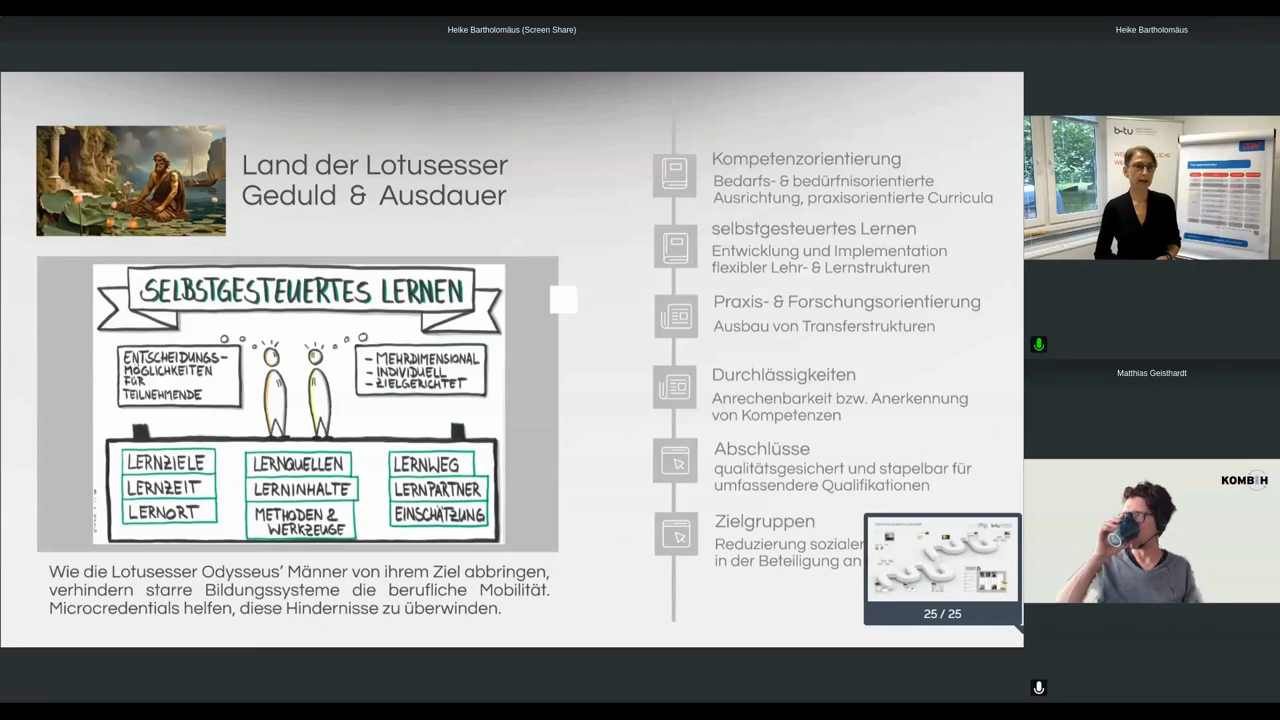 Heike Bartholomäus (Screen Share)
Heike Bartholomäus
Land der Lotusesser
Geduld & Ausdauer
SELBSTGESTEUERTES LERNEN
ENTSCHEIDUNGS-
MÖGLICHKEITEN
FÜR
TEILNEHMENDE
- MEHRDIMENSIONAL
- INDIVIDUELL
- ZIELGERICHTET
LERNZIELE
LERNZEIT
LERNORT
LERNQUELLEN
LERNINHALTE
METHODEN &
WERKZEUGE
LERNWEG
LERNPARTNER
EINSCHÄTZUNG
Wie die Lotusesser Odysseus’ Männer von ihrem Ziel abbringen,
verhindern starre Bildungssysteme die berufliche Mobilität.
Microcredentials helfen, diese Hindernisse zu überwinden.
Kompetenzorientierung
Bedarfs- & bedürfnisorientierte
Ausrichtung, praxisorientierte Curricula
selbstgesteuertes Lernen
Entwicklung und Implementation
flexibler Lehr- & Lernstrukturen
Praxis- & Forschungsorientierung
Ausbau von Transferstrukturen
Durchlässigkeiten
Anrechenbarkeit bzw. Anerkennung
von Kompetenzen
Abschlüsse
qualitätsgesichert und stapelbar für
umfassendere Qualifikationen
Zielgruppen
Reduzierung sozialer
in der Beteiligung an
25 / 25
b-tu
Matthias Geisthardt
KOMBIH